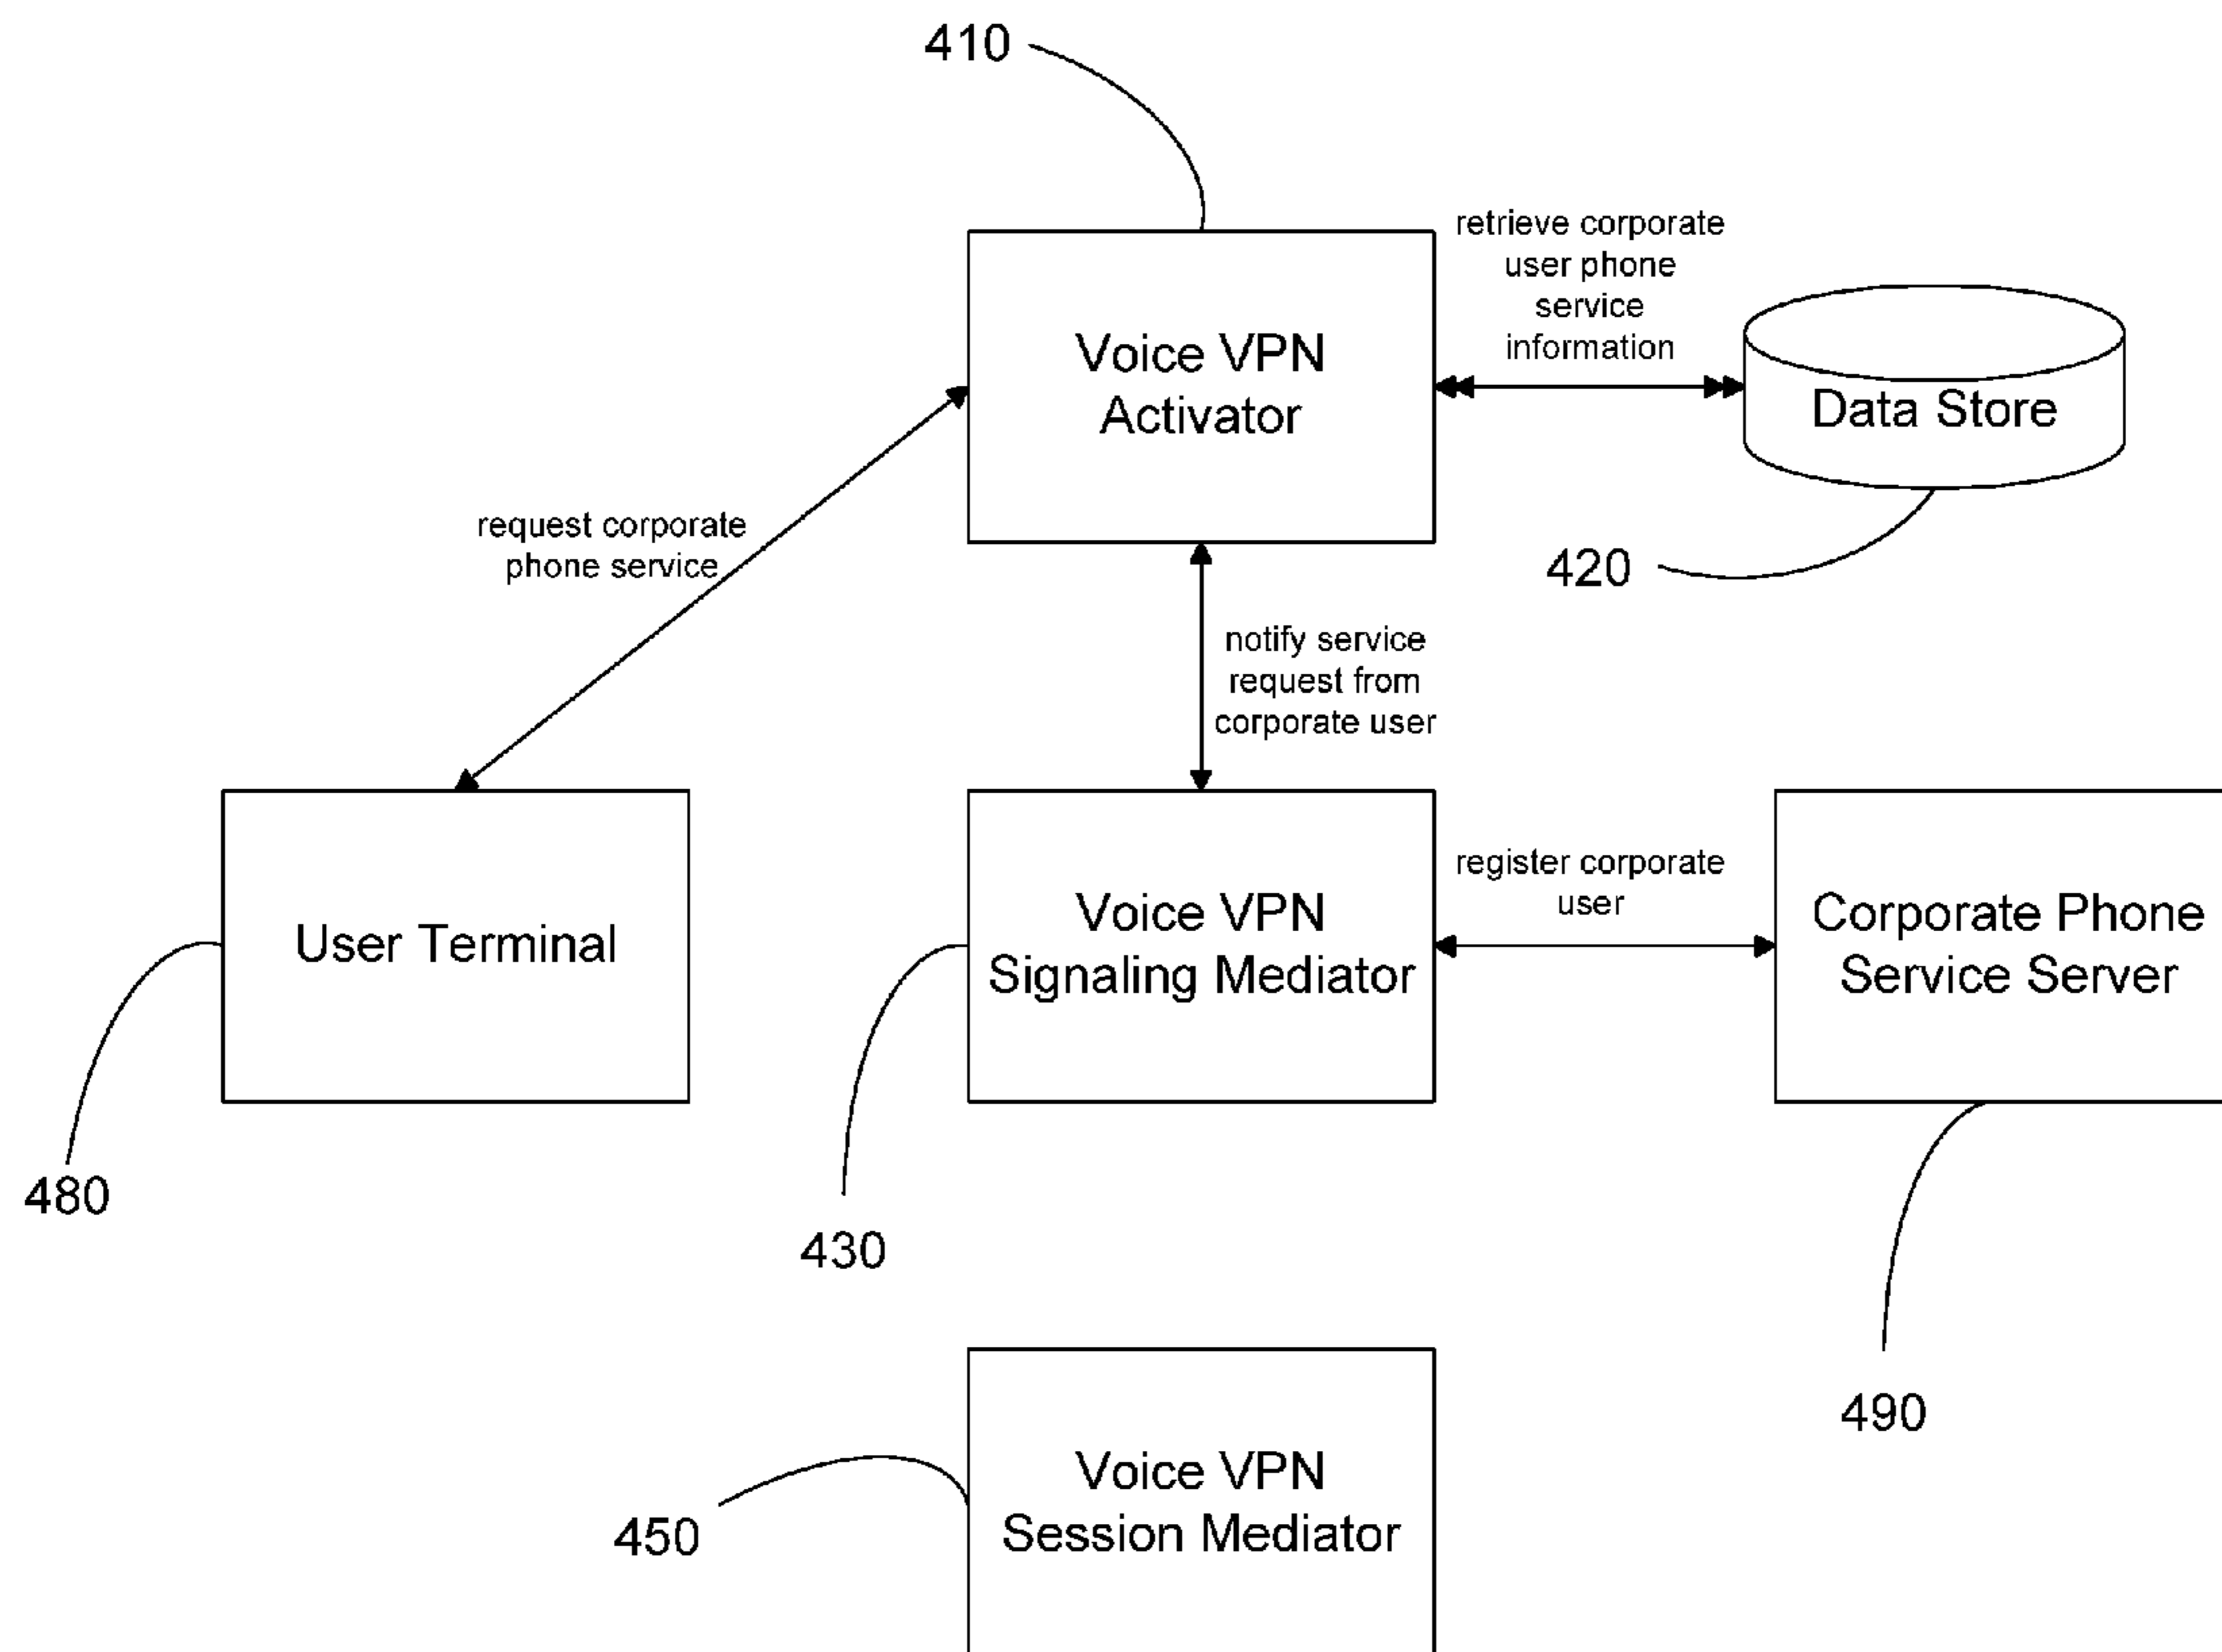 410
retrieve corporate
user phone
service
information
Voice VPN
Activator
Data Store
request corporate
phone service
420
notify service
request from
corporate user
User Terminal
Voice VPN
Signaling Mediator
register corporate
user
Corporate Phone
Service Server
480
430
490
Voice VPN
Session Mediator
450